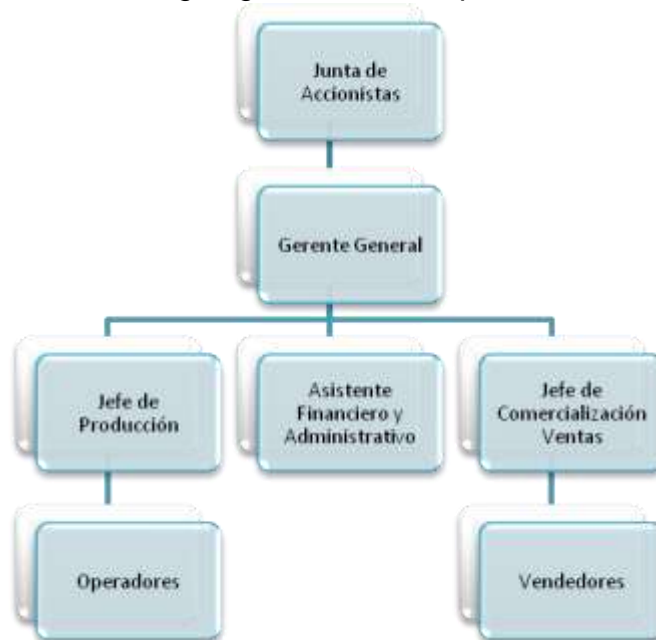 Junta de
Accionistas
Gerente General
Jefe de
Producción
Asistente
Financiero y
Administrativo
Jefe de
Comercialización
Ventas
Operadores
Vendedores